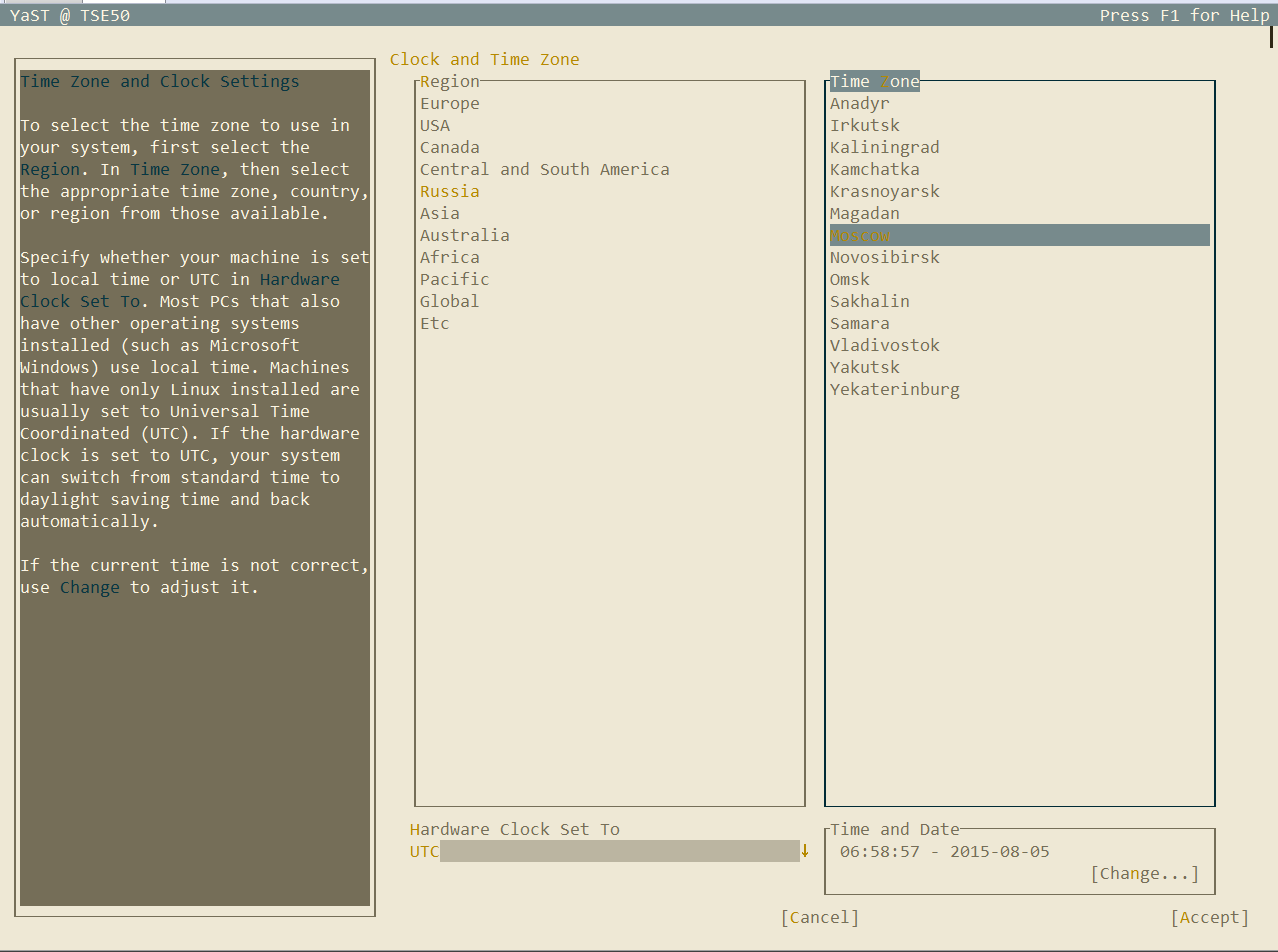 YaST @ TSE50
Press F1 for Help
Time Zone and Clock Settings
To select the time zone to use in
your system, first select the
Region. In Time Zone, then select
the appropriate time zone, country,
or region from those available.
Specify whether your machine is set
to local time or UTC in Hardware
Clock Set To. Most PCs that also
have other operating systems
installed (such as Microsoft
Windows) use local time. Machines
that have only Linux installed are
usually set to Universal Time
Coordinated (UTC). If the hardware
clock is set to UTC, your system
can switch from standard time to
daylight saving time and back
automatically.
If the current time is not correct,
use Change to adjust it.
Clock and Time Zone
Region
Europe
USA
Canada
Central and South America
Russia
Asia
Australia
Africa
Pacific
Global
Etc
Time Zone
Anadyr
Irkutsk
Kaliningrad
Kamchatka
Krasnoyarsk
Magadan
Moscow
Novosibirsk
Omsk
Sakhalin
Samara
Vladivostok
Yakutsk
Yekaterinburg
Hardware Clock Set To
UTC
Time and Date
06:58:57 - 2015-08-05
[Change...]
[Cancel]
[Accept]